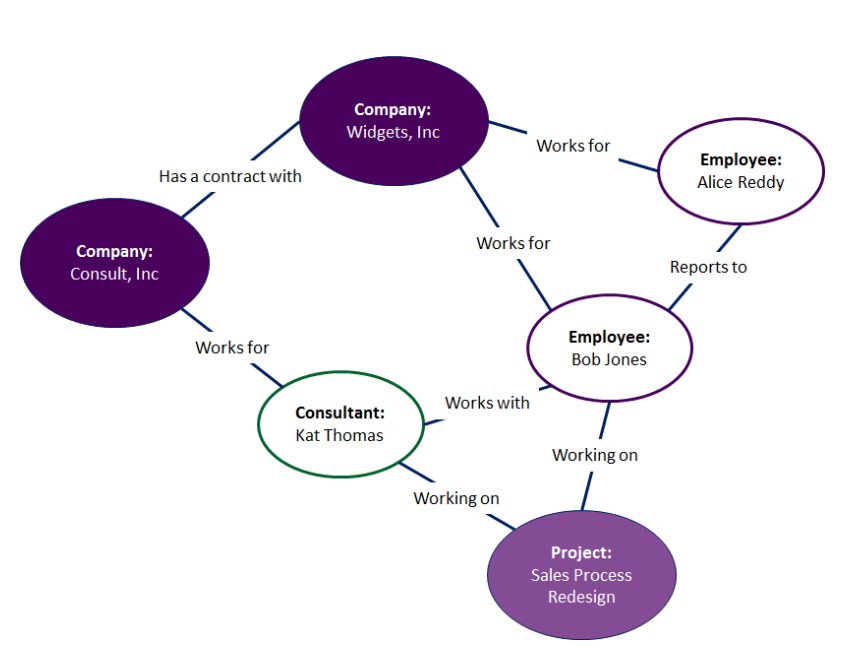 Company:
Widgets, Inc
Works for
Employee:
Alice Reddy
Has a contract with
Company:
Consult, Inc
Works for
Reports to
Employee:
Bob Jones
Works for
Consultant:
Kat Thomas
Works with
Working on
Working on
Project:
Sales Process
Redesign